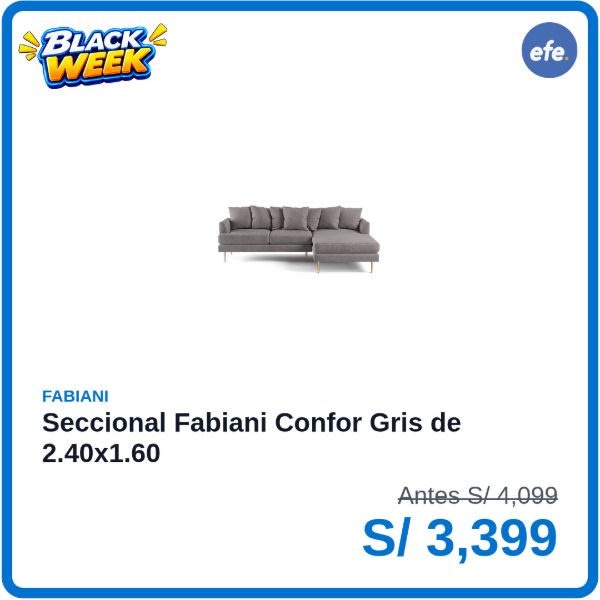 BLACK
WEEK
efe.
FABIANI
Seccional Fabiani Confor Gris de
2.40x1.60
Antes S/ 4,099
S/ 3,399